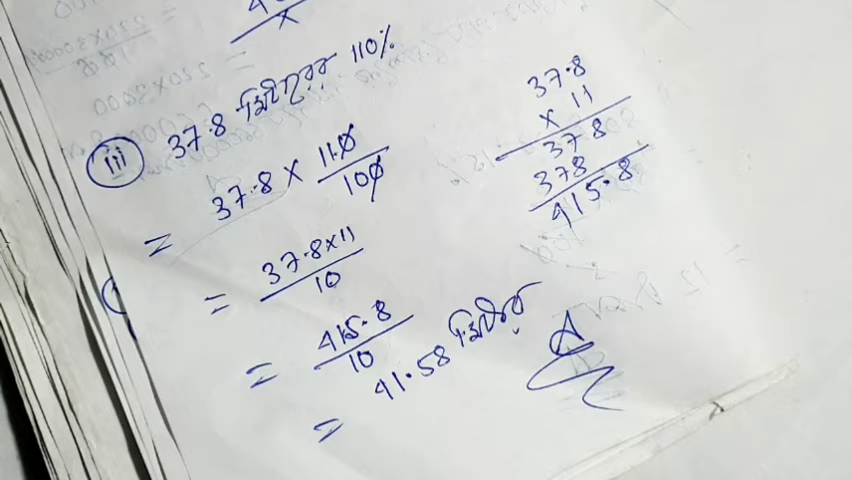 (iii) 37.8 মিটারের 110%
= 37.8 × 110/100
= 37.8×11/10
= 415.8/10
= 41.58 মিটার
37.8
× 11
378
378
415.8